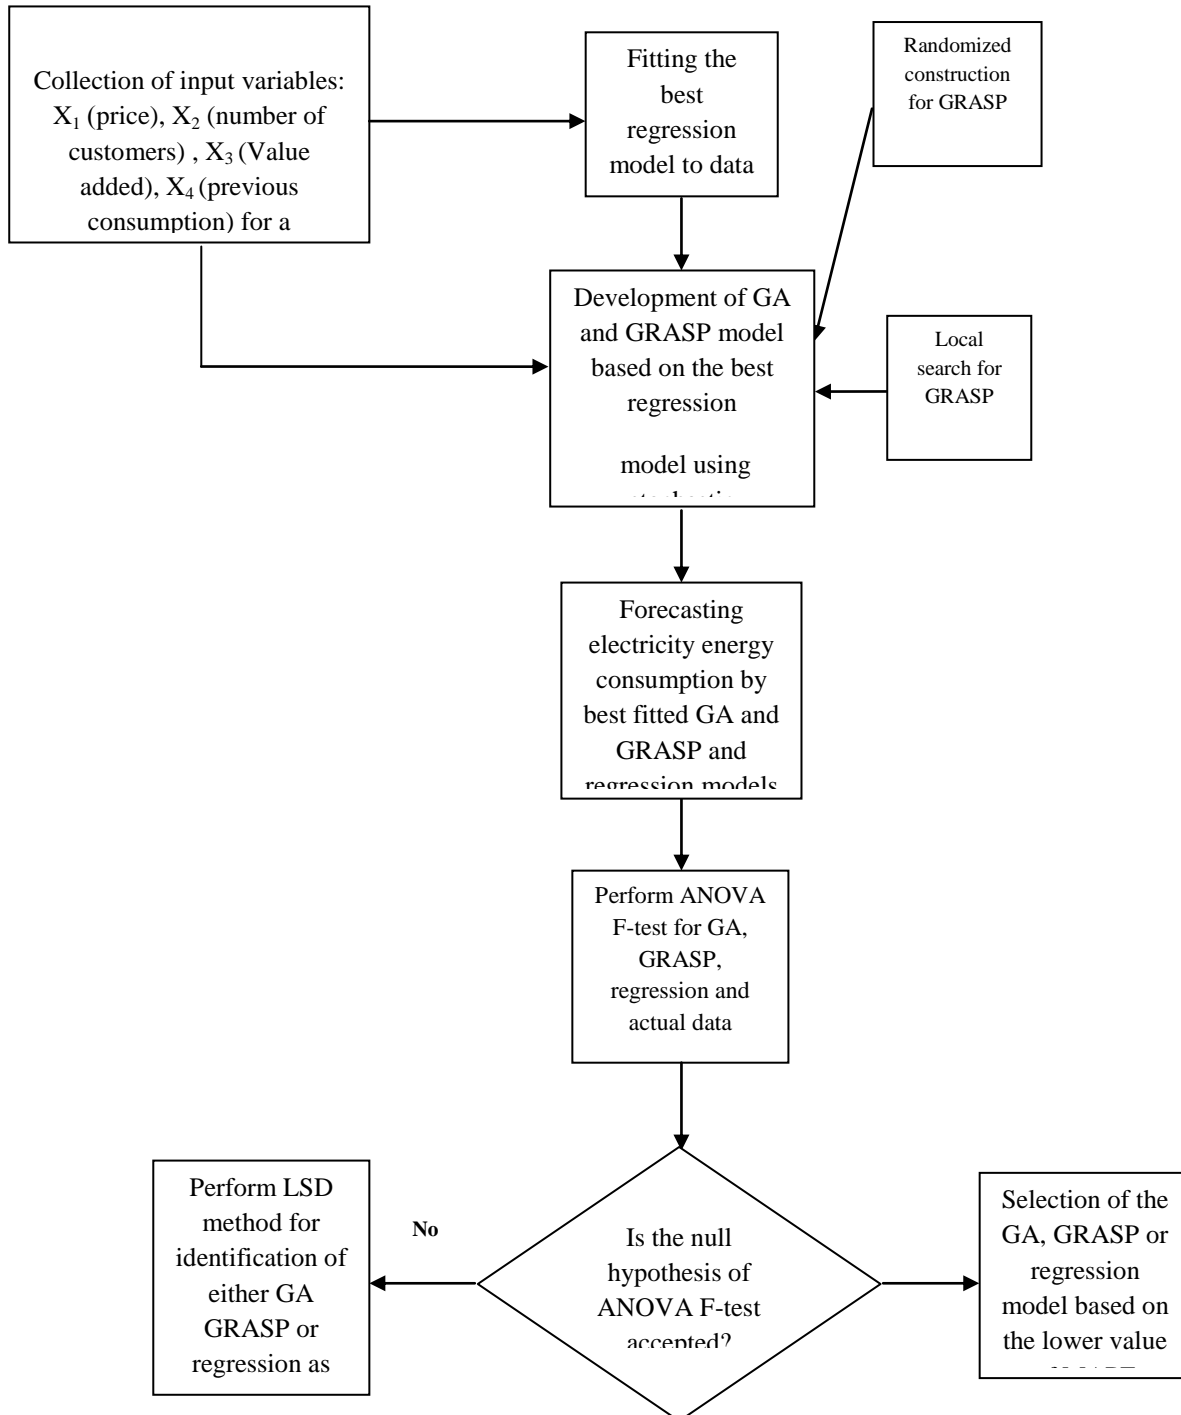 Collection of input variables:
X₁ (price), X₂ (number of
customers) , X₃ (Value
added), X₄ (previous
consumption) for a
Fitting the
best
regression
model to data
Randomized
construction
for GRASP
Development of GA
and GRASP model
based on the best
regression
model using
Local
search for
GRASP
Forecasting
electricity energy
consumption by
best fitted GA and
GRASP and
regression models
Perform ANOVA
F-test for GA,
GRASP,
regression and
actual data
Perform LSD
method for
identification of
either GA
GRASP or
regression as
No
Is the null
hypothesis of
ANOVA F-test
accepted?
Selection of the
GA, GRASP or
regression
model based on
the lower value